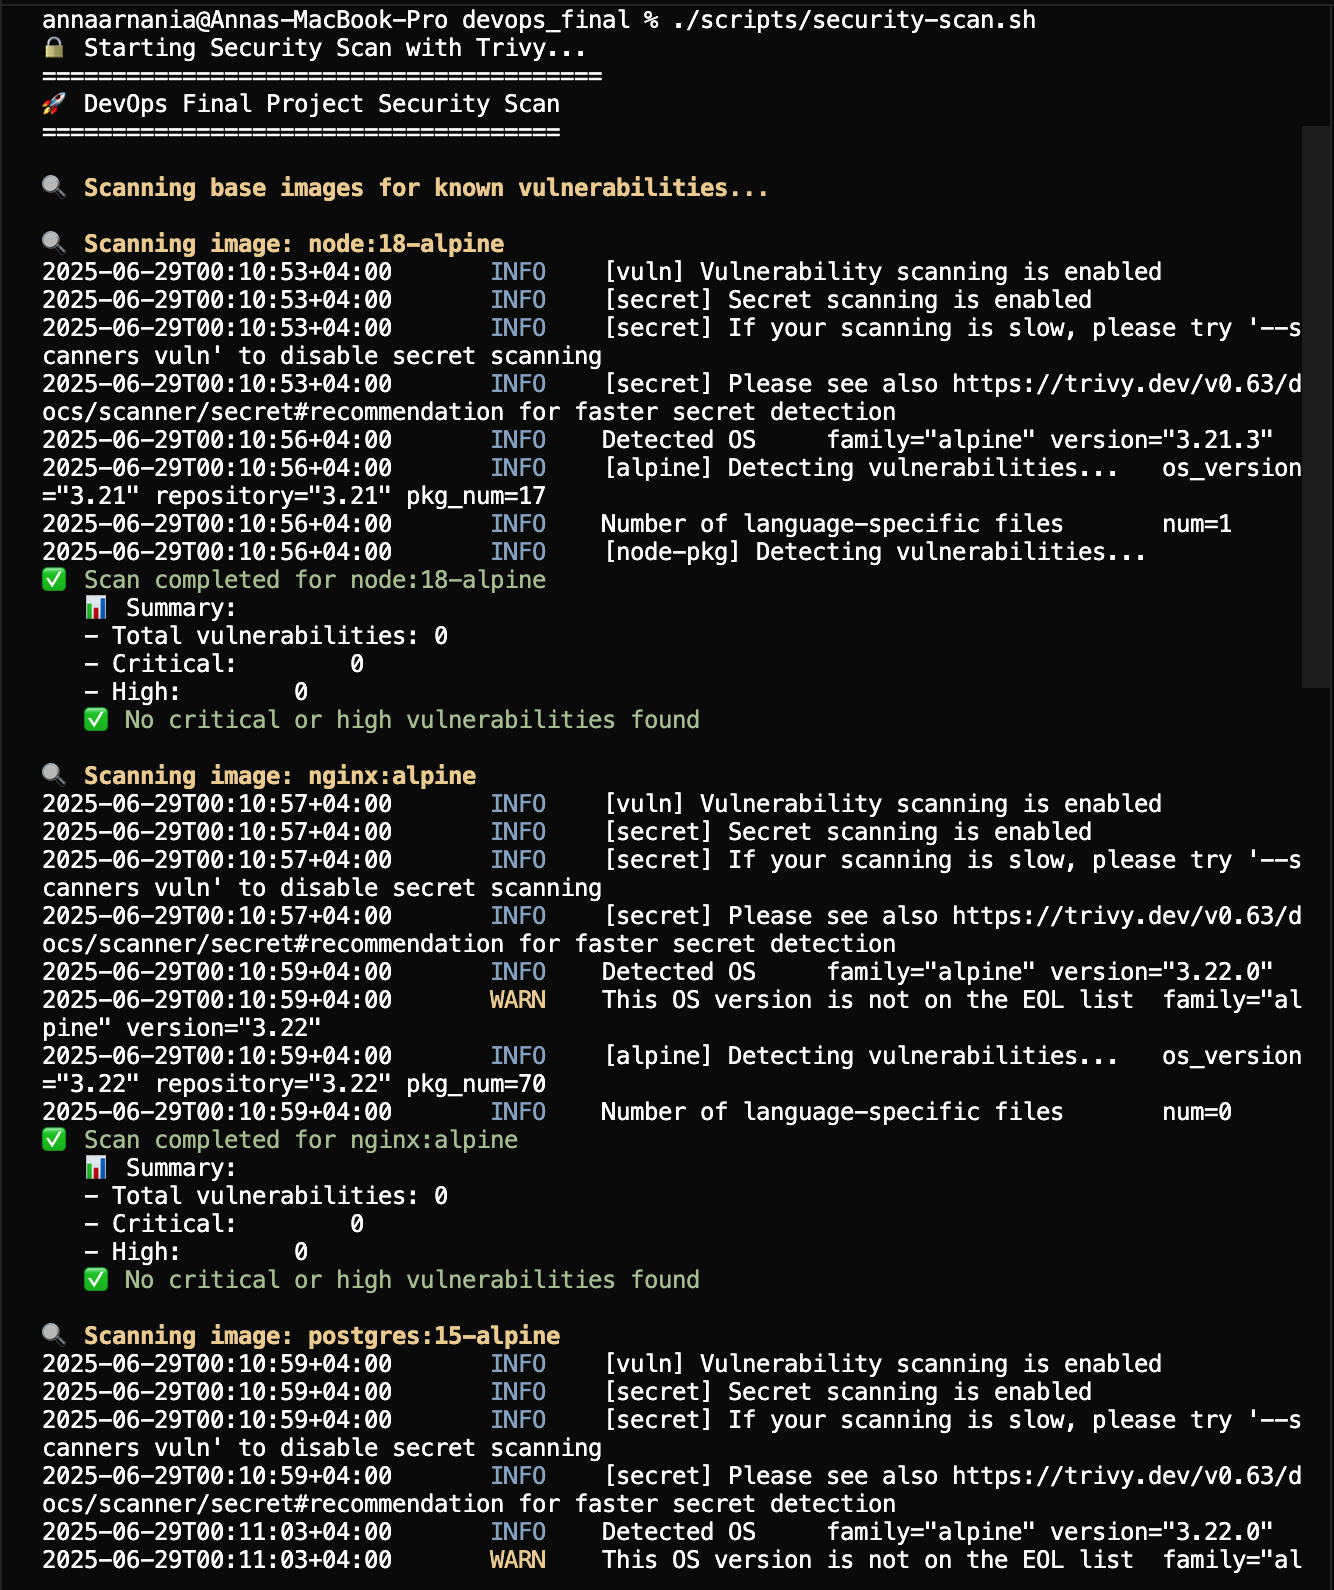 annaarnania@Annas-MacBook-Pro devops_final % ./scripts/security-scan.sh
🔒 Starting Security Scan with Trivy...
========================================
🚀 DevOps Final Project Security Scan
=====================================
🔍 Scanning base images for known vulnerabilities...
🔍 Scanning image: node:18-alpine
2025-06-29T00:10:53+04:00	INFO	[vuln] Vulnerability scanning is enabled
2025-06-29T00:10:53+04:00	INFO	[secret] Secret scanning is enabled
2025-06-29T00:10:53+04:00	INFO	[secret] If your scanning is slow, please try '--s
canners vuln' to disable secret scanning
2025-06-29T00:10:53+04:00	INFO	[secret] Please see also https://trivy.dev/v0.63/d
ocs/scanner/secret#recommendation for faster secret detection
2025-06-29T00:10:56+04:00	INFO	Detected OS	family="alpine" version="3.21.3"
2025-06-29T00:10:56+04:00	INFO	[alpine] Detecting vulnerabilities...	os_version
="3.21" repository="3.21" pkg_num=17
2025-06-29T00:10:56+04:00	INFO	Number of language-specific files	num=1
2025-06-29T00:10:56+04:00	INFO	[node-pkg] Detecting vulnerabilities...
✅ Scan completed for node:18-alpine
📊 Summary:
- Total vulnerabilities: 0
- Critical:        0
- High:        0
✅ No critical or high vulnerabilities found
🔍 Scanning image: nginx:alpine
2025-06-29T00:10:57+04:00	INFO	[vuln] Vulnerability scanning is enabled
2025-06-29T00:10:57+04:00	INFO	[secret] Secret scanning is enabled
2025-06-29T00:10:57+04:00	INFO	[secret] If your scanning is slow, please try '--s
canners vuln' to disable secret scanning
2025-06-29T00:10:57+04:00	INFO	[secret] Please see also https://trivy.dev/v0.63/d
ocs/scanner/secret#recommendation for faster secret detection
2025-06-29T00:10:59+04:00	INFO	Detected OS	family="alpine" version="3.22.0"
2025-06-29T00:10:59+04:00	WARN	This OS version is not on the EOL list	family="al
pine" version="3.22"
2025-06-29T00:10:59+04:00	INFO	[alpine] Detecting vulnerabilities...	os_version
="3.22" repository="3.22" pkg_num=70
2025-06-29T00:10:59+04:00	INFO	Number of language-specific files	num=0
✅ Scan completed for nginx:alpine
📊 Summary:
- Total vulnerabilities: 0
- Critical:        0
- High:        0
✅ No critical or high vulnerabilities found
🔍 Scanning image: postgres:15-alpine
2025-06-29T00:10:59+04:00	INFO	[vuln] Vulnerability scanning is enabled
2025-06-29T00:10:59+04:00	INFO	[secret] Secret scanning is enabled
2025-06-29T00:10:59+04:00	INFO	[secret] If your scanning is slow, please try '--s
canners vuln' to disable secret scanning
2025-06-29T00:10:59+04:00	INFO	[secret] Please see also https://trivy.dev/v0.63/d
ocs/scanner/secret#recommendation for faster secret detection
2025-06-29T00:11:03+04:00	INFO	Detected OS	family="alpine" version="3.22.0"
2025-06-29T00:11:03+04:00	WARN	This OS version is not on the EOL list	family="al